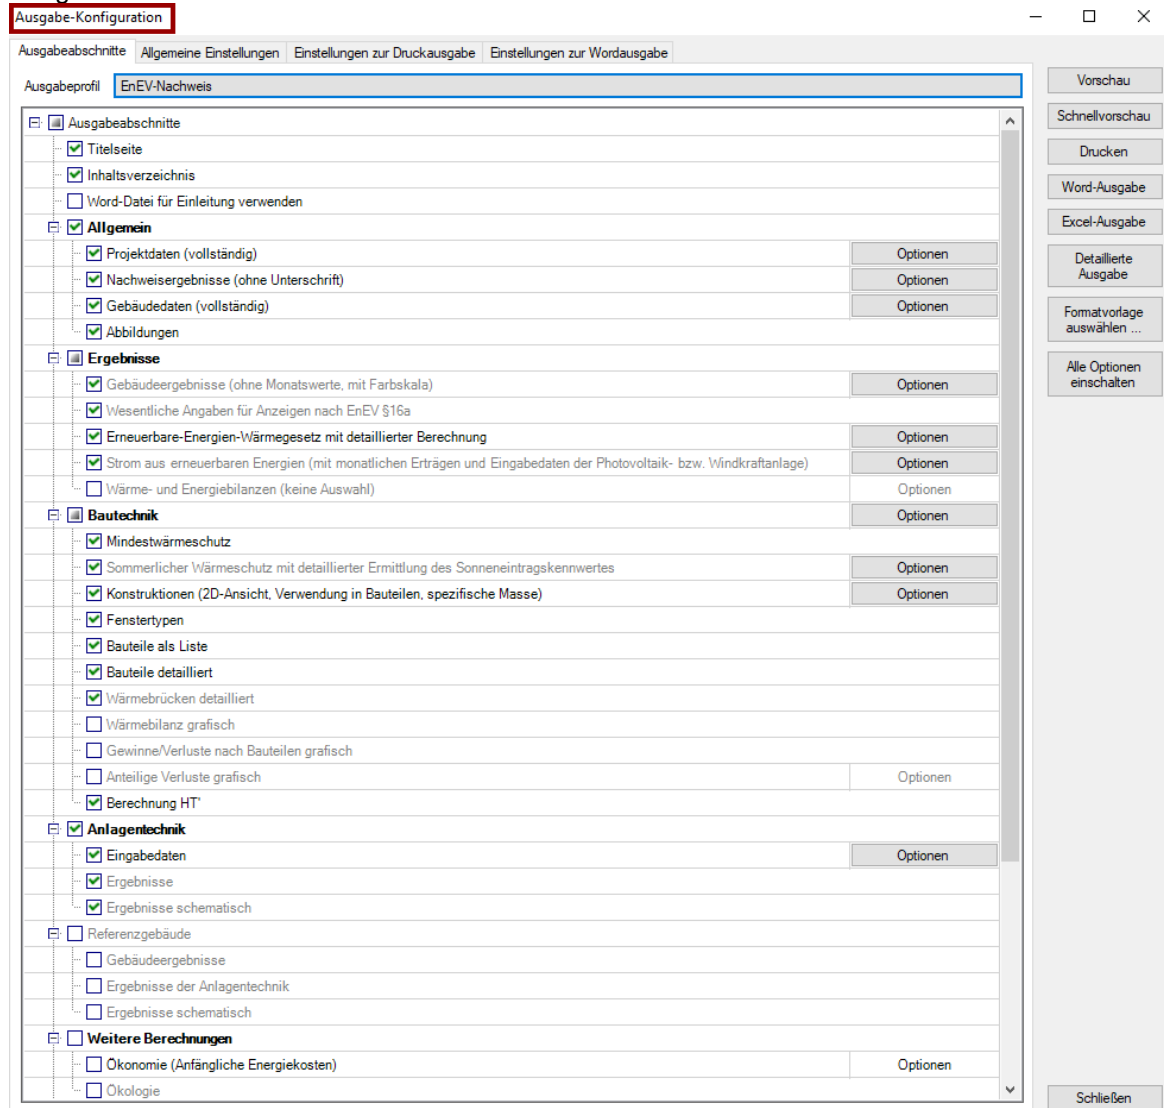 Ausgabe-Konfiguration
Ausgabeabschnitte Allgemeine Einstellungen Einstellungen zur Druckausgabe Einstellungen zur Wordausgabe
Ausgabeprofil EnEV-Nachweis
Ausgabeabschnitte
Titelseite
Inhaltsverzeichnis
Word-Datei für Einleitung verwenden
Allgemein
Projektdaten (vollständig) Optionen
Nachweisergebnisse (ohne Unterschrift) Optionen
Gebäudedaten (vollständig) Optionen
Abbildungen
Ergebnisse
Gebäudeergebnisse (ohne Monatswerte, mit Farbskala) Optionen
Wesentliche Angaben für Anzeigen nach EnEV §16a
Erneuerbare-Energien-Wärmegesetz mit detaillierter Berechnung Optionen
Strom aus erneuerbaren Energien (mit monatlichen Erträgen und Eingabedaten der Photovoltaik- bzw. Windkraftanlage) Optionen
Wärme- und Energiebilanzen (keine Auswahl) Optionen
Bautechnik Optionen
Mindestwärmeschutz
Sommerlicher Wärmeschutz mit detaillierter Ermittlung des Sonneneintragskennwertes Optionen
Konstruktionen (2D-Ansicht, Verwendung in Bauteilen, spezifische Masse) Optionen
Fenstertypen
Bauteile als Liste
Bauteile detailliert
Wärmebrücken detailliert
Wärmebilanz grafisch
Gewinne/Verluste nach Bauteilen grafisch
Anteilige Verluste grafisch Optionen
Berechnung HT'
Anlagentechnik
Eingabedaten Optionen
Ergebnisse
Ergebnisse schematisch
Referenzgebäude
Gebäudeergebnisse
Ergebnisse der Anlagentechnik
Ergebnisse schematisch
Weitere Berechnungen
Ökonomie (Anfängliche Energiekosten) Optionen
Ökologie
Vorschau
Schnellvorschau
Drucken
Word-Ausgabe
Excel-Ausgabe
Detaillierte
Ausgabe
Formatvorlage
auswählen ...
Alle Optionen
einschalten
Schließen